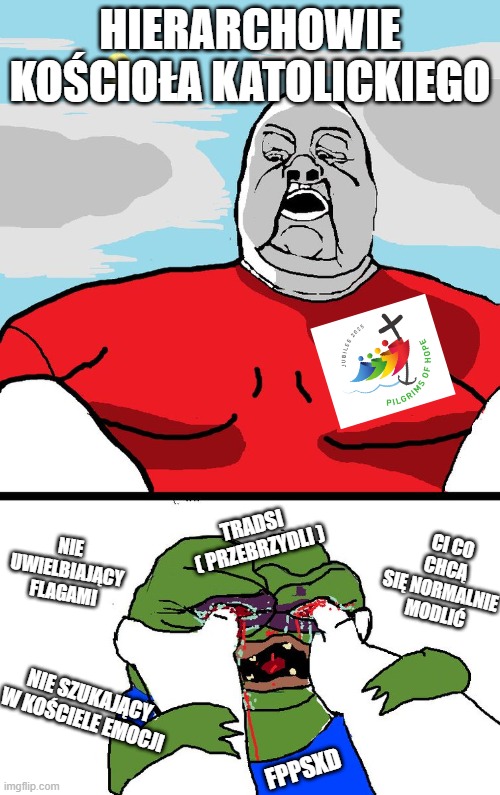 HIERARCHOWIE
KOŚCIOŁA KATOLICKIEGO
JUBILEE 2025
PILGRIMS OF HOPE
TRADSI
( PRZEBRZYDLI )
NIE
UWIELBIAJĄCY
FLAGAMI
CI CO
CHCĄ
SIĘ NORMALNIE
MODLIĆ
NIE SZUKAJĄCY
W KOŚCIELE EMOCJI
FPPSXD
imgflip.com